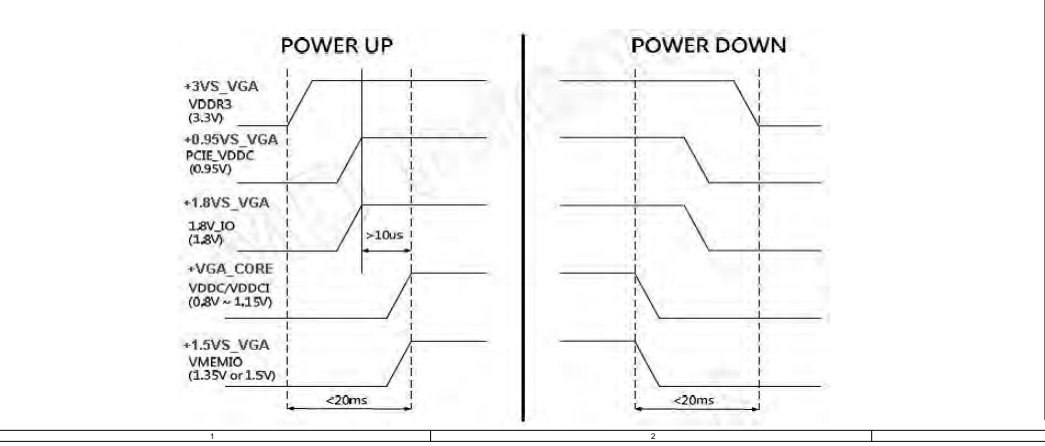 POWER UP
POWER DOWN
+3VS_VGA
VDDR3
(3.3V)
+0.95VS_VGA
PCIE_VDDC
(0.95V)
+1.8VS_VGA
1.8V_IO
(1.8V)
>10us
+VGA_CORE
VDDC/VDDCI
(0.8V ~ 1.15V)
+1.5VS_VGA
VMEMIO
(1.35V or 1.5V)
<20ms
<20ms
1
2